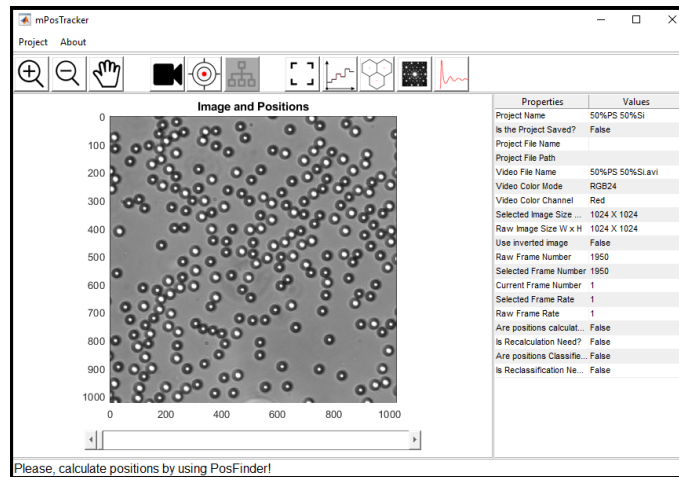 mPosTracker
Project About
Image and Positions
0
100
200
300
400
500
600
700
800
900
1000
0 200 400 600 800 1000
Properties Values
Project Name 50%PS 50%Si
Is the Project Saved? False
Project File Name
Project File Path
Video File Name 50%PS 50%Si.avi
Video Color Mode RGB24
Video Color Channel Red
Selected Image Size ... 1024 X 1024
Raw Image Size W x H 1024 X 1024
Use inverted image False
Raw Frame Number 1950
Selected Frame Number 1950
Current Frame Number 1
Selected Frame Rate 1
Raw Frame Rate 1
Are positions calculat... False
Is Recalculation Need? False
Are positions Classifie... False
Is Reclassification Ne... False
Please, calculate positions by using PosFinder!